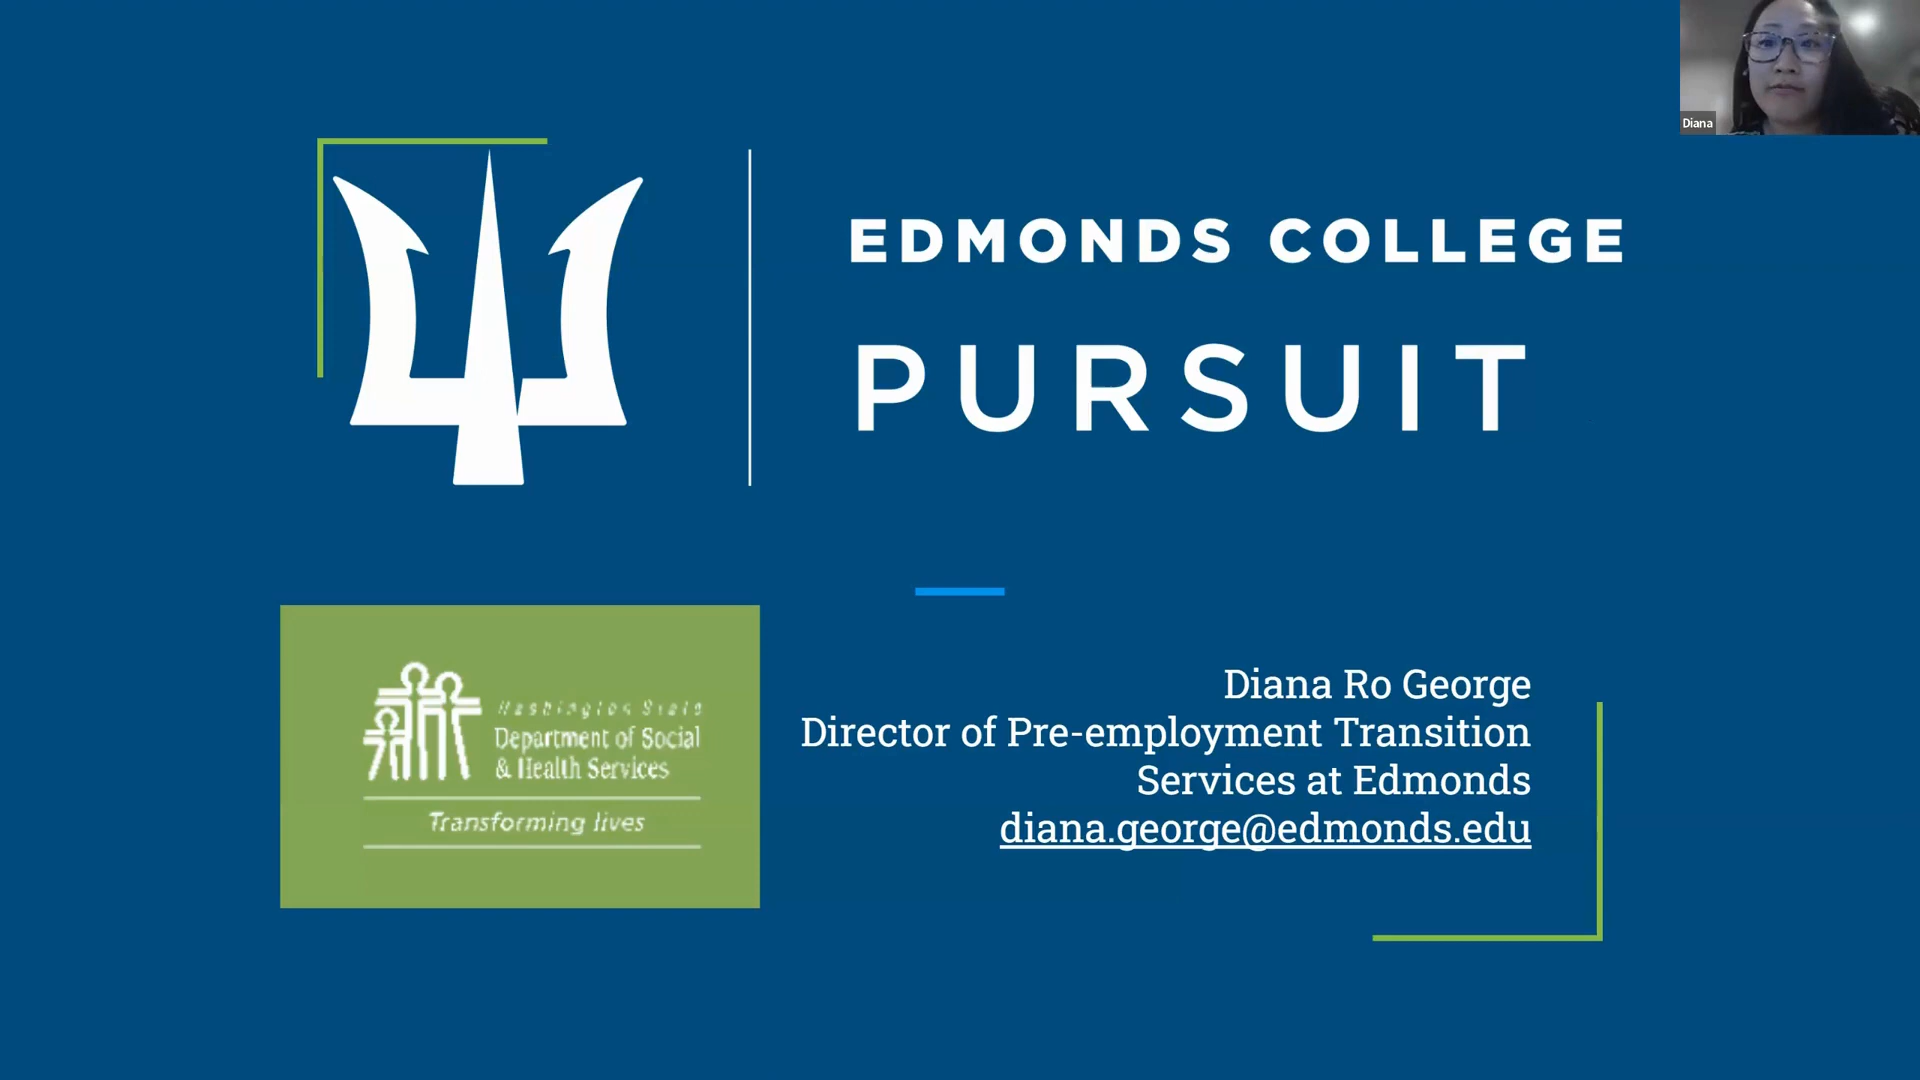 Diana
EDMONDS COLLEGE
PURSUIT
Washington State
Department of Social
& Health Services
Transforming lives
Diana Ro George
Director of Pre-employment Transition
Services at Edmonds
diana.george@edmonds.edu